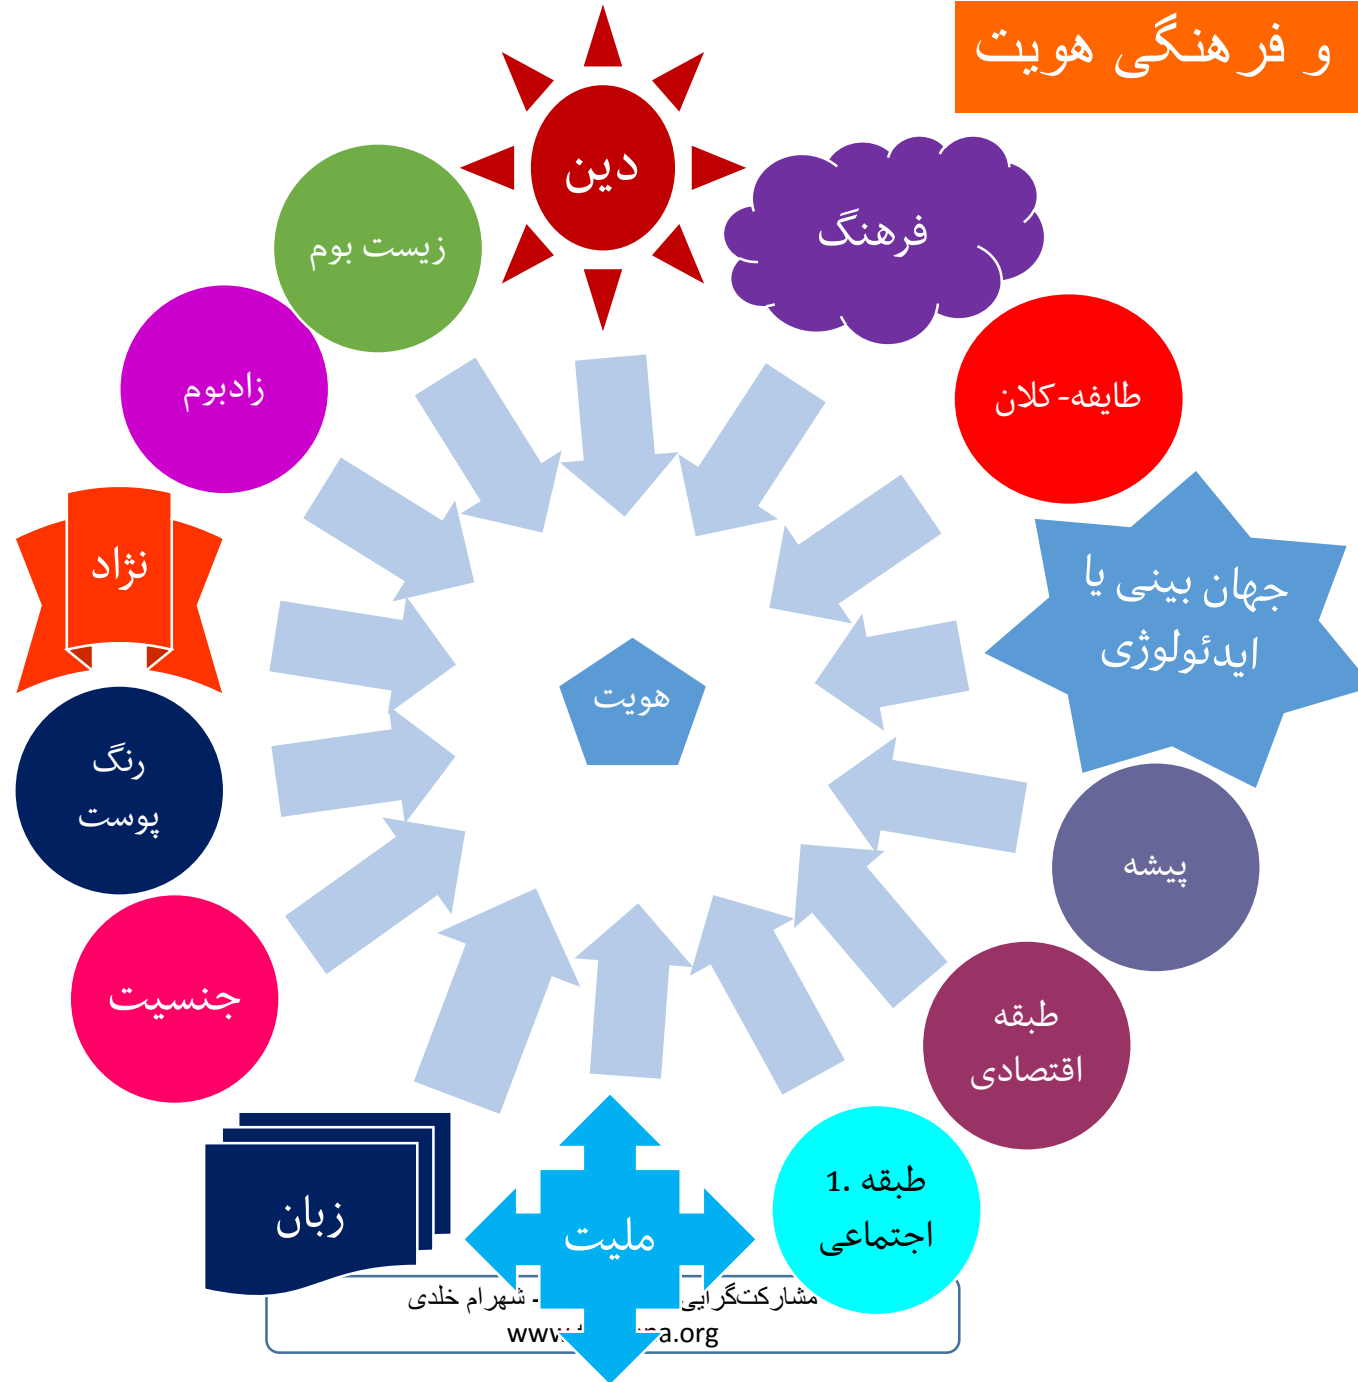 و فرهنگی هویت
دین
فرهنگ
زیست بوم
طایفه-کلان
زادبوم
جهان بینی یا
ایدئولوژی
نژاد
هویت
رنگ
پوست
پیشه
جنسیت
طبقه
اقتصادی
1. طبقه
اجتماعی
زبان
ملیت
مشارکت‌گرایی - شهرام خلدی